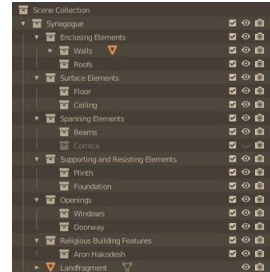 Scene Collection
Synagogue
Enclosing Elements
Walls
Roofs
Surface Elements
Floor
Ceiling
Spanning Elements
Beams
Cornice
Supporting and Resisting Elements
Plinth
Foundation
Openings
Windows
Doorway
Religious Building Features
Aron Hakodesh
Landfragment